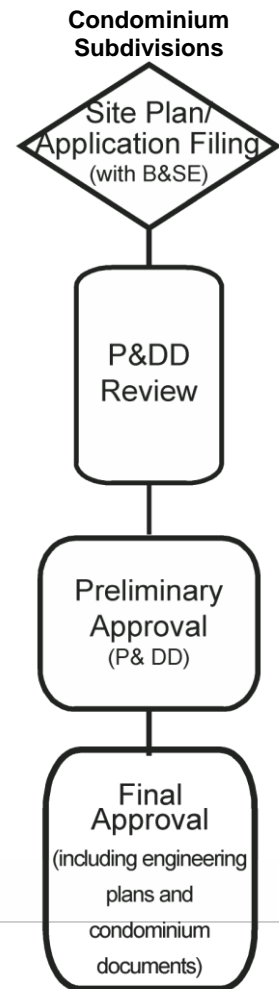 Condominium
Subdivisions
Site Plan/
Application Filing
(with B&SE)
P&DD
Review
Preliminary
Approval
(P& DD)
Final
Approval
(including engineering
plans and
condominium
documents)